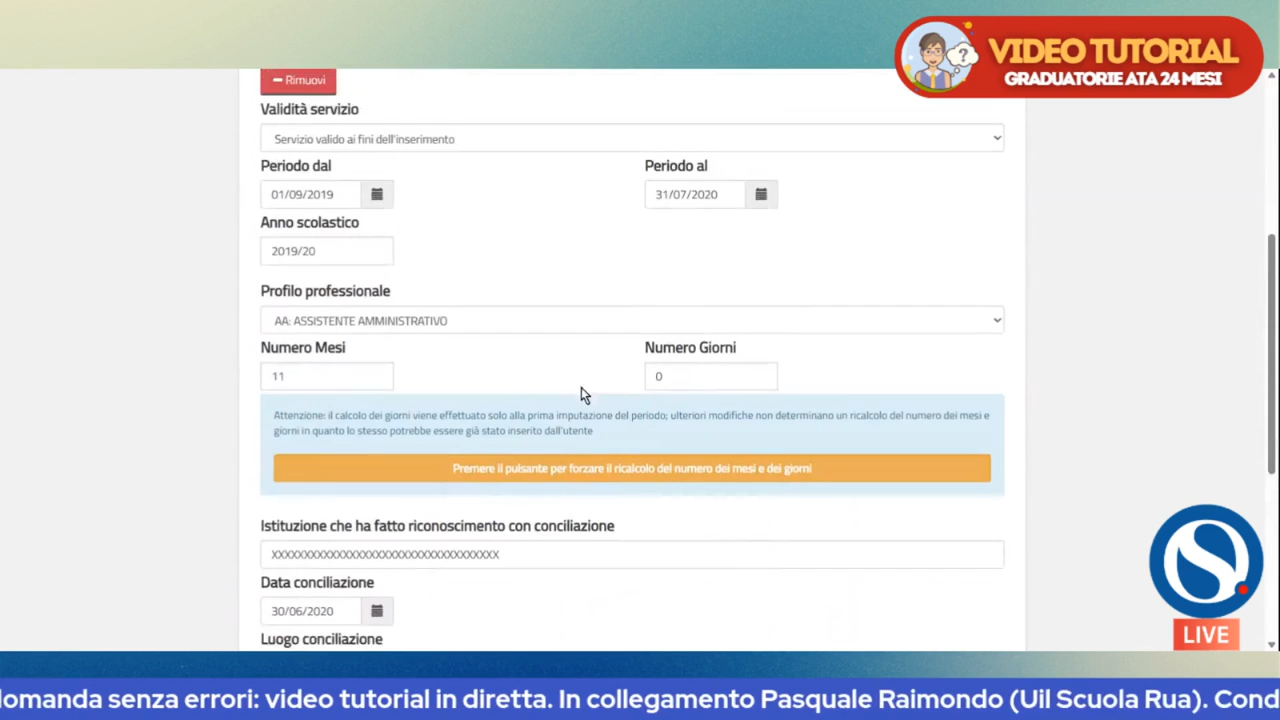 VIDEO TUTORIAL
GRADUATORIE ATA 24 MESI
Rimuovi
Validità servizio
Servizio valido ai fini dell'inserimento
Periodo dal
Periodo al
01/09/2019
31/07/2020
Anno scolastico
2019/20
Profilo professionale
AA: ASSISTENTE AMMINISTRATIVO
Numero Mesi
Numero Giorni
11
0
Attenzione: il calcolo dei giorni viene effettuato solo alla prima imputazione del periodo; ulteriori modifiche non determinano un ricalcolo del numero dei mesi e
giorni in quanto lo stesso potrebbe essere già stato inserito dall'utente
Premere il pulsante per forzare il ricalcolo del numero dei mesi e dei giorni
Istituzione che ha fatto riconoscimento con conciliazione
XXXXXXXXXXXXXXXXXXXXXXXXXXXXXXXXXXX
Data conciliazione
30/06/2020
Luogo conciliazione
LIVE
domanda senza errori: video tutorial in diretta. In collegamento Pasquale Raimondo (Uil Scuola Rua). Cond